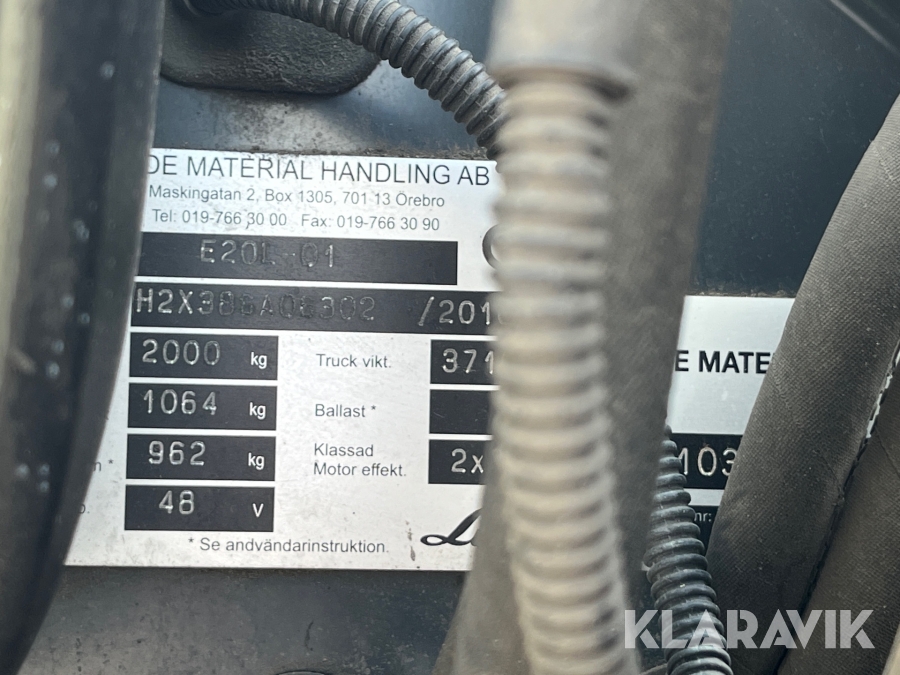 DE MATERIAL HANDLING AB
Maskingatan 2, Box 1305, 701 13 Örebro
Tel: 019-766 30 00 Fax: 019-766 30 90
E20L-01
/201
2000 kg Truck vikt. 371
1064 kg Ballast *
962 kg Klassad Motor effekt. 2x
48 V
* Se andvändarinstruktion.
E MATE
103
nr:
KLARAVIK